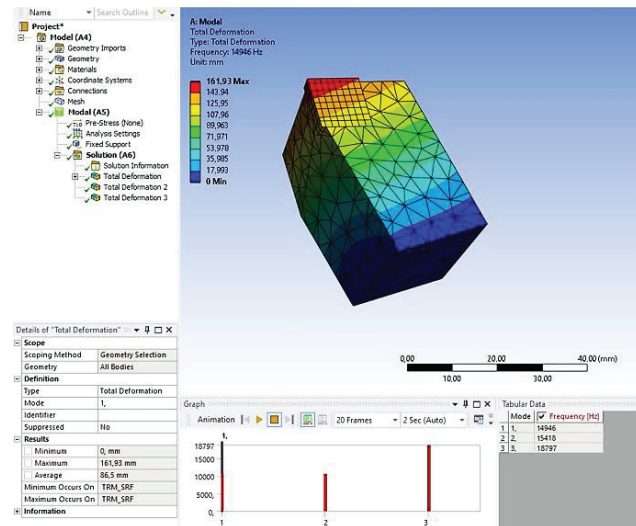 Name
Search Outline
Project*
Model (A4)
Geometry Imports
Geometry
Materials
Coordinate Systems
Connections
Mesh
Modal (A5)
Pre-Stress (None)
Analysis Settings
Fixed Support
Solution (A6)
Solution Information
Total Deformation
Total Deformation 2
Total Deformation 3
A: Modal
Total Deformation
Type: Total Deformation
Frequency: 14946 Hz
Unit: mm
161,93 Max
143,94
125,95
107,96
89,963
71,971
53,978
35,985
17,993
0 Min
0,00 20,00 40,00 (mm)
10,00 30,00
Details of "Total Deformation"
Scope
Scoping Method Geometry Selection
Geometry All Bodies
Definition
Type Total Deformation
Mode 1,
Identifier
Suppressed No
Results
Minimum 0, mm
Maximum 161,93 mm
Average 86,5 mm
Minimum Occurs On TRM_SRF
Maximum Occurs On TRM_SRF
Information
Graph
Animation 20 Frames 2 Sec (Auto)
1,
18797
15000,
10000,
5000,
0,
1 2 3
Tabular Data
Mode Frequency [Hz]
1 1, 14946
2 2, 15418
3 3, 18797